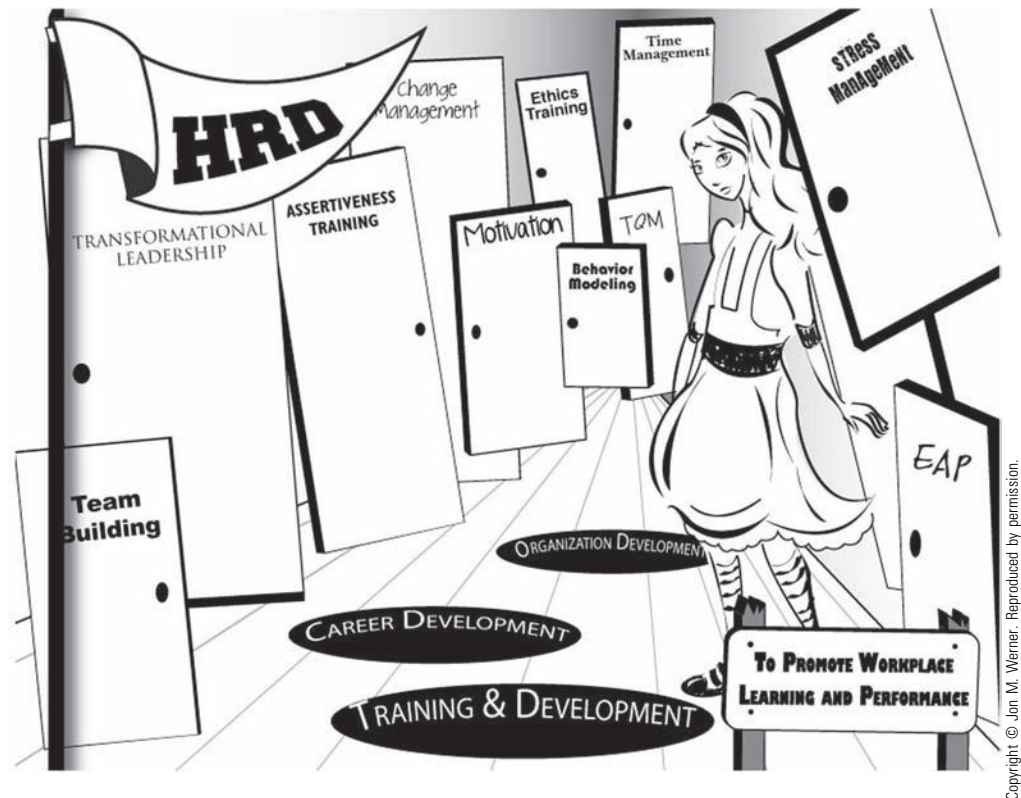 HRD
Change
Management
Ethics
Training
Time
Management
sTRess
ManAgeMeNt
TRANSFORMATIONAL
LEADERSHIP
ASSERTIVENESS
TRAINING
Motivation
TQM
Behavior
Modeling
EAP
Team
Building
ORGANIZATION DEVELOPMENT
CAREER DEVELOPMENT
TRAINING & DEVELOPMENT
TO PROMOTE WORKPLACE
LEARNING AND PERFORMANCE
Copyright © Jon M. Werner. Reproduced by permission.